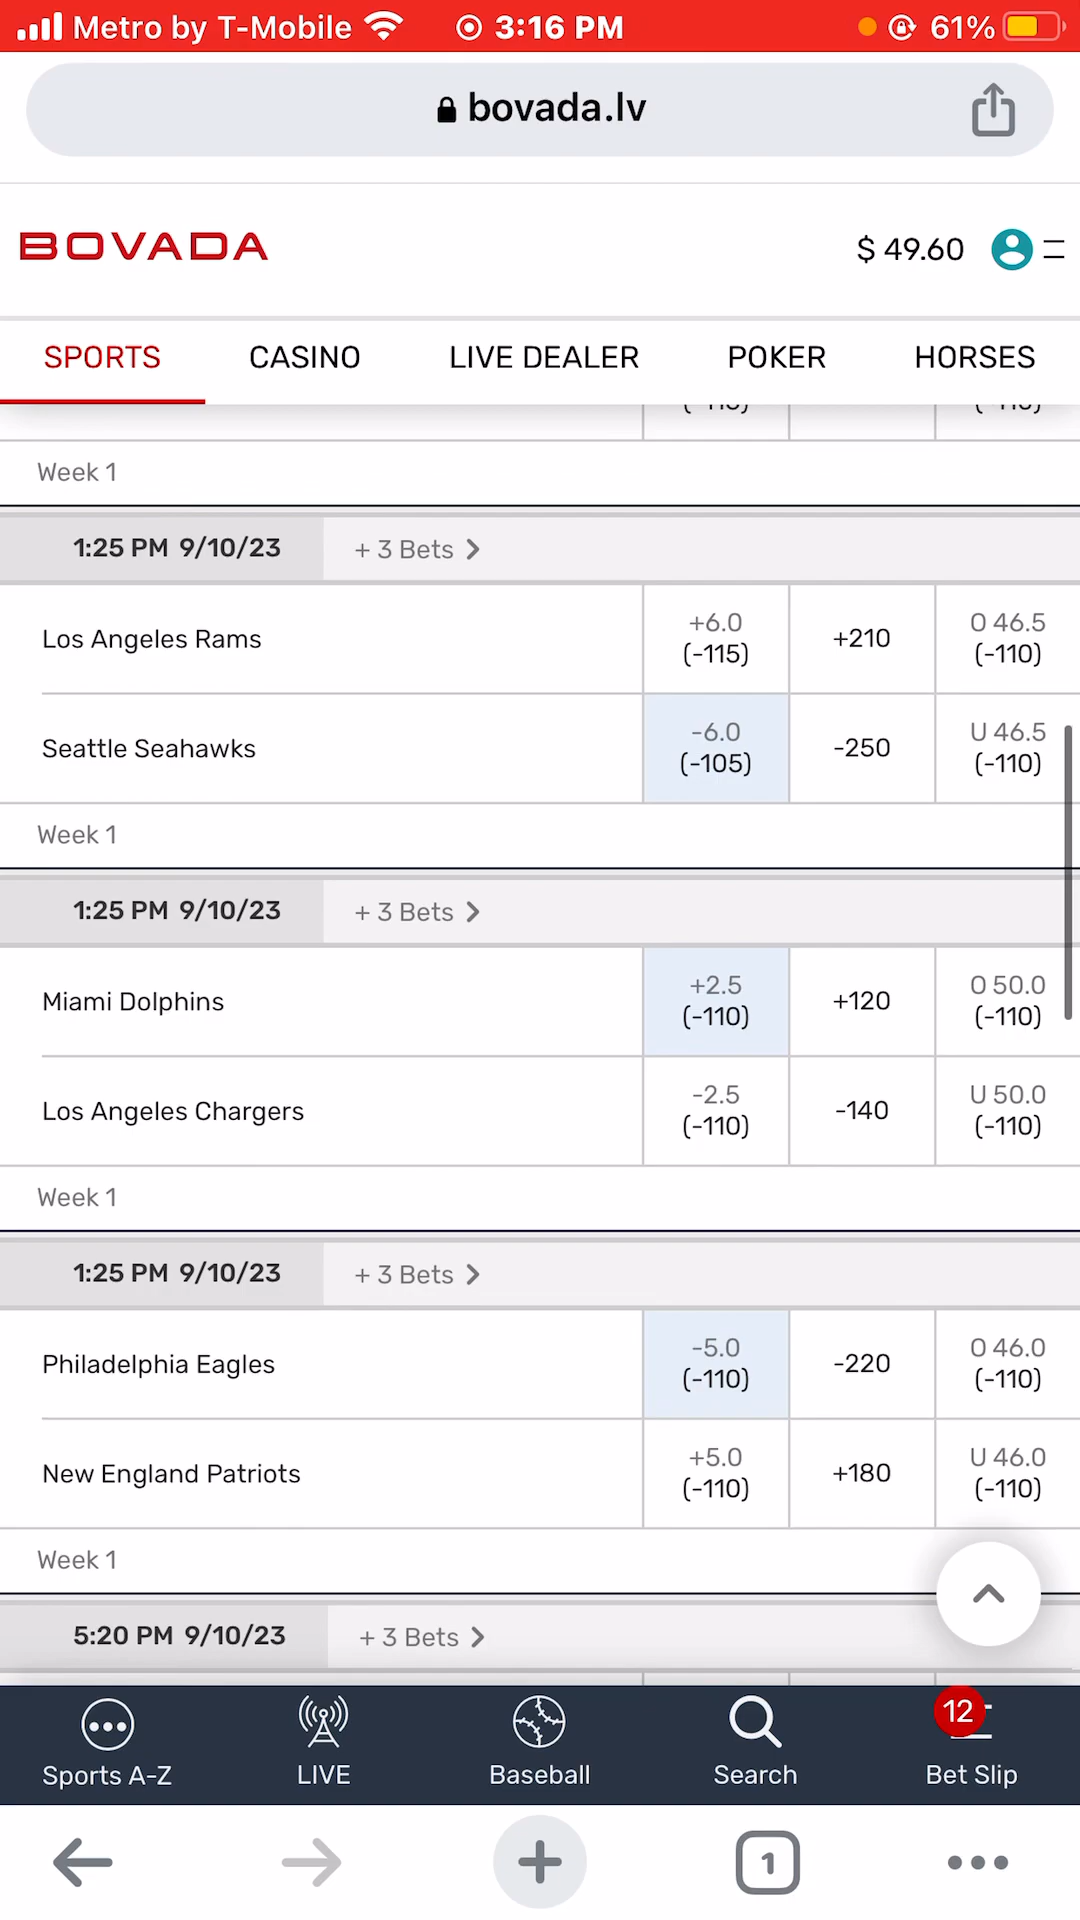 Metro by T-Mobile 3:16 PM 61%
bovada.lv
BOVADA $ 49.60
SPORTS CASINO LIVE DEALER POKER HORSES
Week 1
1:25 PM 9/10/23 + 3 Bets
Los Angeles Rams +6.0 (-115) +210 O 46.5 (-110)
Seattle Seahawks -6.0 (-105) -250 U 46.5 (-110)
Week 1
1:25 PM 9/10/23 + 3 Bets
Miami Dolphins +2.5 (-110) +120 O 50.0 (-110)
Los Angeles Chargers -2.5 (-110) -140 U 50.0 (-110)
Week 1
1:25 PM 9/10/23 + 3 Bets
Philadelphia Eagles -5.0 (-110) -220 O 46.0 (-110)
New England Patriots +5.0 (-110) +180 U 46.0 (-110)
Week 1
5:20 PM 9/10/23 + 3 Bets
12
Sports A-Z LIVE Baseball Search Bet Slip
1